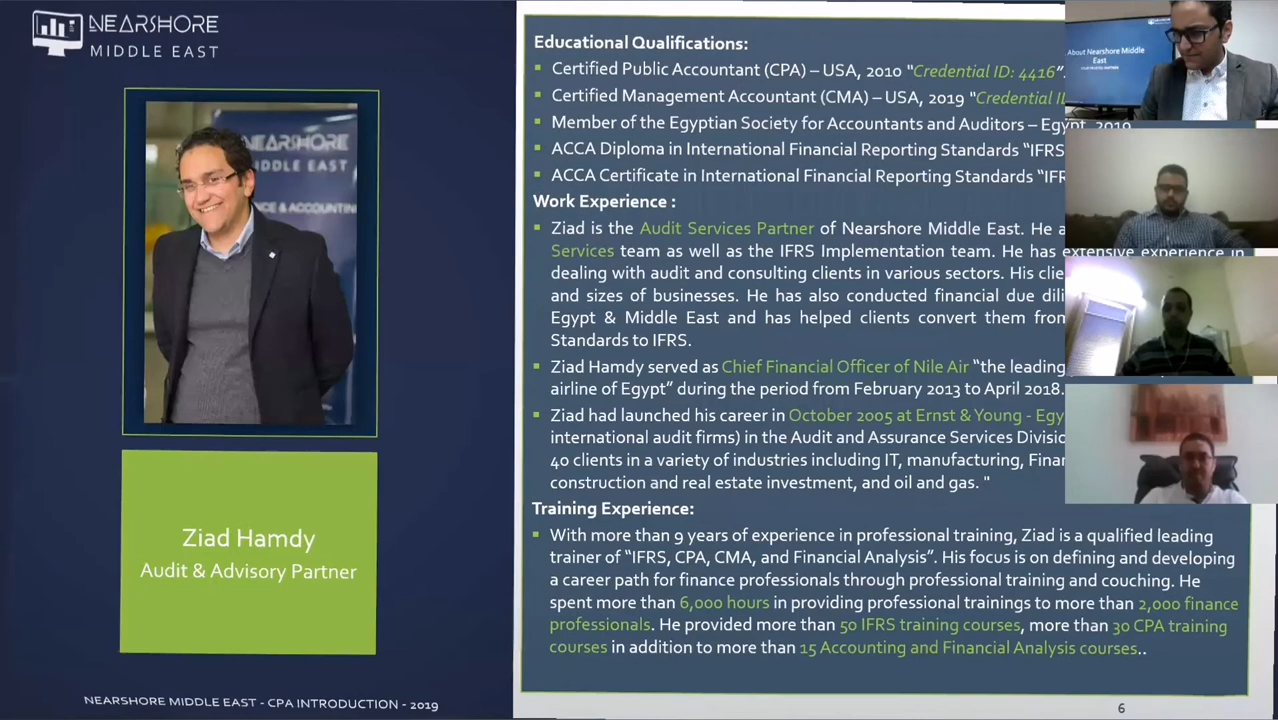 NEARSHORE
MIDDLE EAST
NEARSHORE
MIDDLE EAST
CE & ACCOUNTIN
Ziad Hamdy
Audit & Advisory Partner
NEARSHORE MIDDLE EAST - CPA INTRODUCTION - 2019
Educational Qualifications:
Certified Public Accountant (CPA) – USA, 2010 “Credential ID: 4416”.
Certified Management Accountant (CMA) – USA, 2019 “Credential
Member of the Egyptian Society for Accountants and Auditors – Egypt, 2019
ACCA Diploma in International Financial Reporting Standards “IFRS
ACCA Certificate in International Financial Reporting Standards
Work Experience :
Ziad is the Audit Services Partner of Nearshore Middle East. He
Services team as well as the IFRS Implementation team. He has extensive experience in
dealing with audit and consulting clients in various sectors. His
and sizes of businesses. He has also conducted financial due
Egypt & Middle East and has helped clients convert them
Standards to IFRS.
Ziad Hamdy served as Chief Financial Officer of Nile Air “the leading
airline of Egypt” during the period from February 2013 to April 2018.
Ziad had launched his career in October 2005 at Ernst & Young -
international audit firms) in the Audit and Assurance Services
40 clients in a variety of industries including IT, manufacturing,
construction and real estate investment, and oil and gas. "
Training Experience:
With more than 9 years of experience in professional training, Ziad is a qualified leading
trainer of “IFRS, CPA, CMA, and Financial Analysis”. His focus is on defining and developing
a career path for finance professionals through professional training and couching. He
spent more than 6,000 hours in providing professional trainings to more than 2,000 finance
professionals. He provided more than 50 IFRS training courses, more than 30 CPA training
courses in addition to more than 15 Accounting and Financial Analysis courses..
6
About Nearshore Middle
East